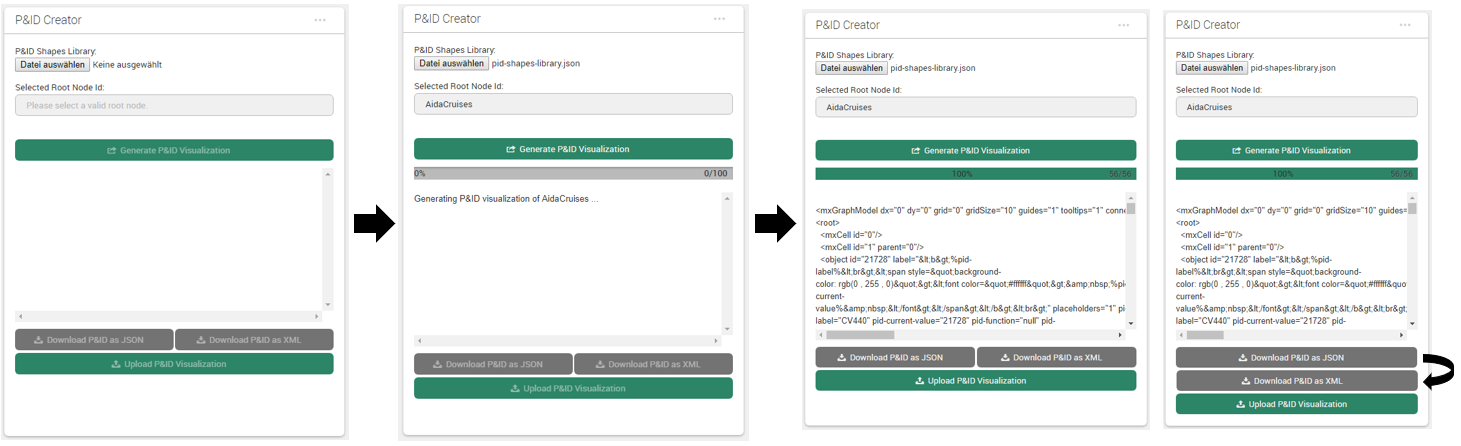 P&ID Creator
...
P&ID Shapes Library:
Datei auswählen Keine ausgewählt
Selected Root Node Id:
Please select a valid root node.
Generate P&ID Visualization
Download P&ID as JSON Download P&ID as XML
Upload P&ID Visualization
P&ID Creator
...
P&ID Shapes Library:
Datei auswählen pid-shapes-library.json
Selected Root Node Id:
AidaCruises
Generate P&ID Visualization
0% 0/100
Generating P&ID visualization of AidaCruises ...
Download P&ID as JSON Download P&ID as XML
Upload P&ID Visualization
P&ID Creator
...
P&ID Shapes Library:
Datei auswählen pid-shapes-library.json
Selected Root Node Id:
AidaCruises
Generate P&ID Visualization
100% 56/56
<mxGraphModel dx="0" dy="0" grid="0" gridSize="10" guides="1" tooltips="1" conne
<root>
<mxCell id="0"/>
<mxCell id="1" parent="0"/>
<object id="21728" label="&lt;b&gt;%pid-
label%&lt;br&gt;&lt;span style=&quot;background-
color: rgb(0 , 255 , 0)&quot;&gt;&lt;font color=&quot;#ffffff&quot;&gt;&amp;nbsp;%pid
current-
value%&amp;nbsp;&lt;/font&gt;&lt;/span&gt;&lt;/b&gt;&lt;br&gt;" placeholders="1" pid
label="CV440" pid-current-value="21728" pid-function="null" pid-
Download P&ID as JSON Download P&ID as XML
Upload P&ID Visualization
P&ID Creator
...
P&ID Shapes Library:
Datei auswählen pid-shapes-library.json
Selected Root Node Id:
AidaCruises
Generate P&ID Visualization
100% 56/56
<mxGraphModel dx="0" dy="0" grid="0" gridSize="10" guides=
<root>
<mxCell id="0"/>
<mxCell id="1" parent="0"/>
<object id="21728" label="&lt;b&gt;%pid-
label%&lt;br&gt;&lt;span style=&quot;background-
color: rgb(0 , 255 , 0)&quot;&gt;&lt;font color=&quot;#ffffff&quo
current-
value%&amp;nbsp;&lt;/font&gt;&lt;/span&gt;&lt;/b&gt;&lt;br&gt;
label="CV440" pid-current-value="21728" pid-
Download P&ID as JSON
Download P&ID as XML
Upload P&ID Visualization